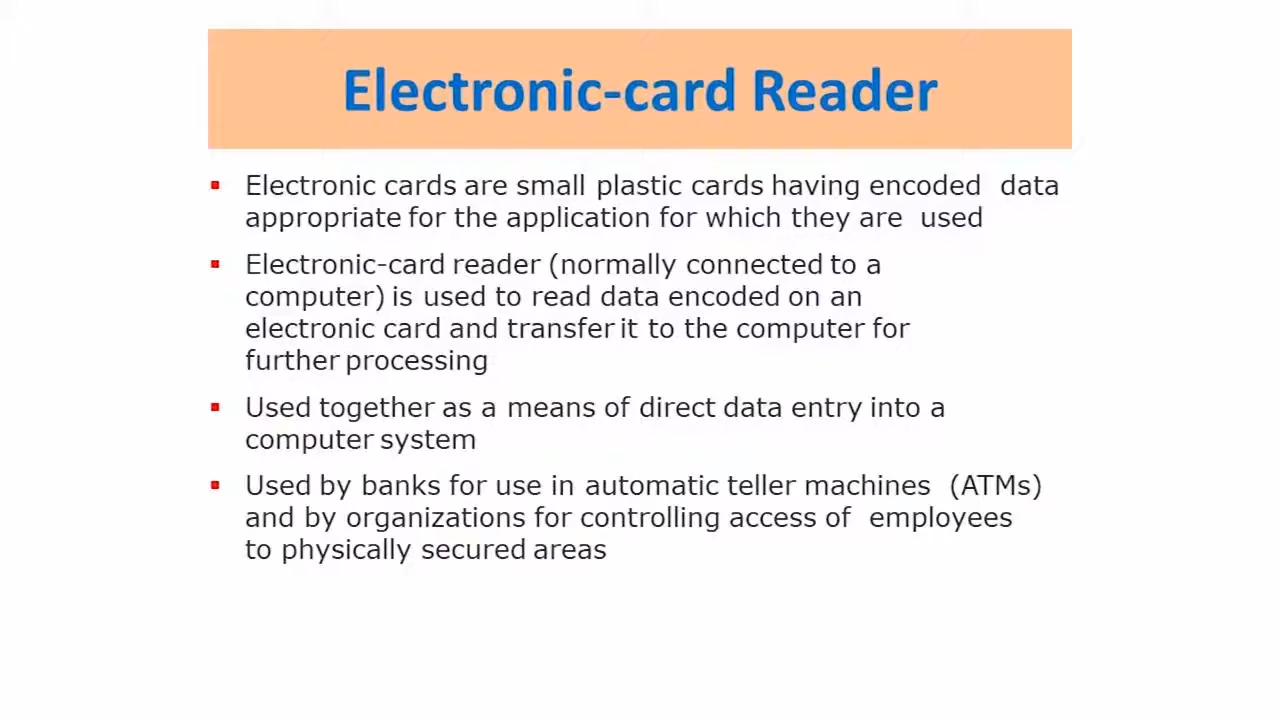 Electronic-card Reader
Electronic cards are small plastic cards having encoded data
appropriate for the application for which they are used
Electronic-card reader (normally connected to a
computer) is used to read data encoded on an
electronic card and transfer it to the computer for
further processing
Used together as a means of direct data entry into a
computer system
Used by banks for use in automatic teller machines (ATMs)
and by organizations for controlling access of employees
to physically secured areas